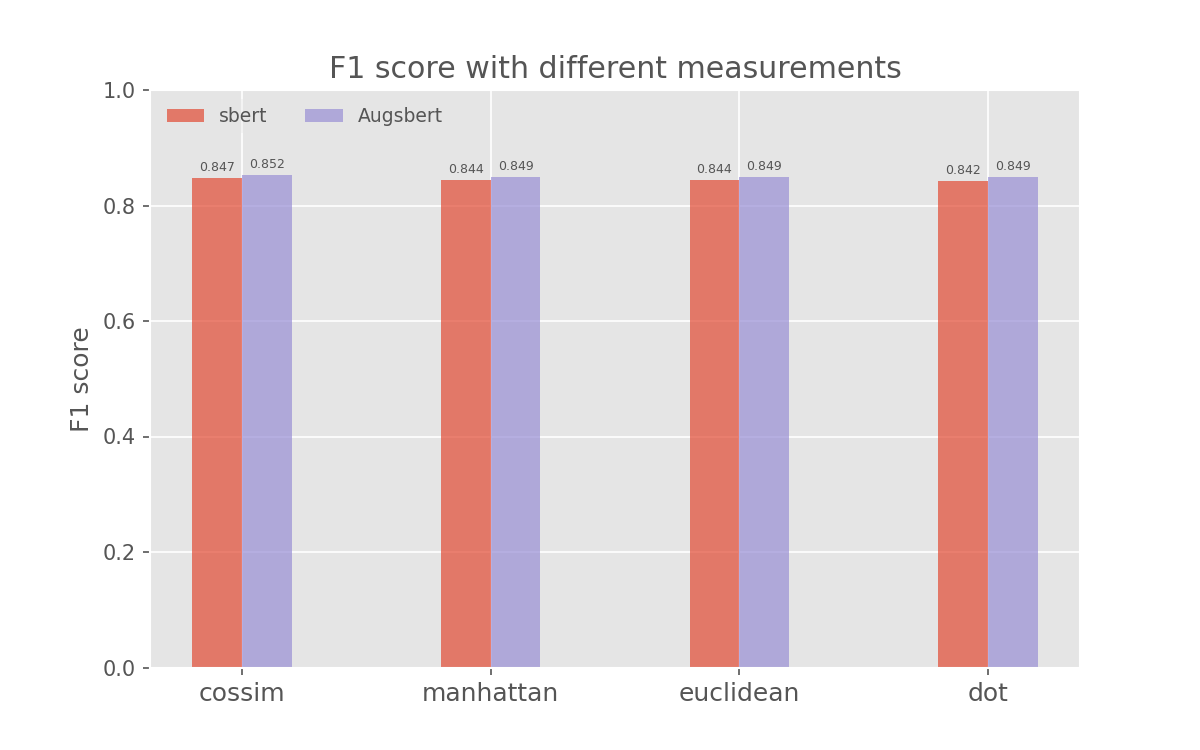 F1 score with different measurements
sbert
Augsbert
F1 score
1.0
0.8
0.6
0.4
0.2
0.0
0.847
0.852
0.844
0.849
0.844
0.849
0.842
0.849
cossim
manhattan
euclidean
dot